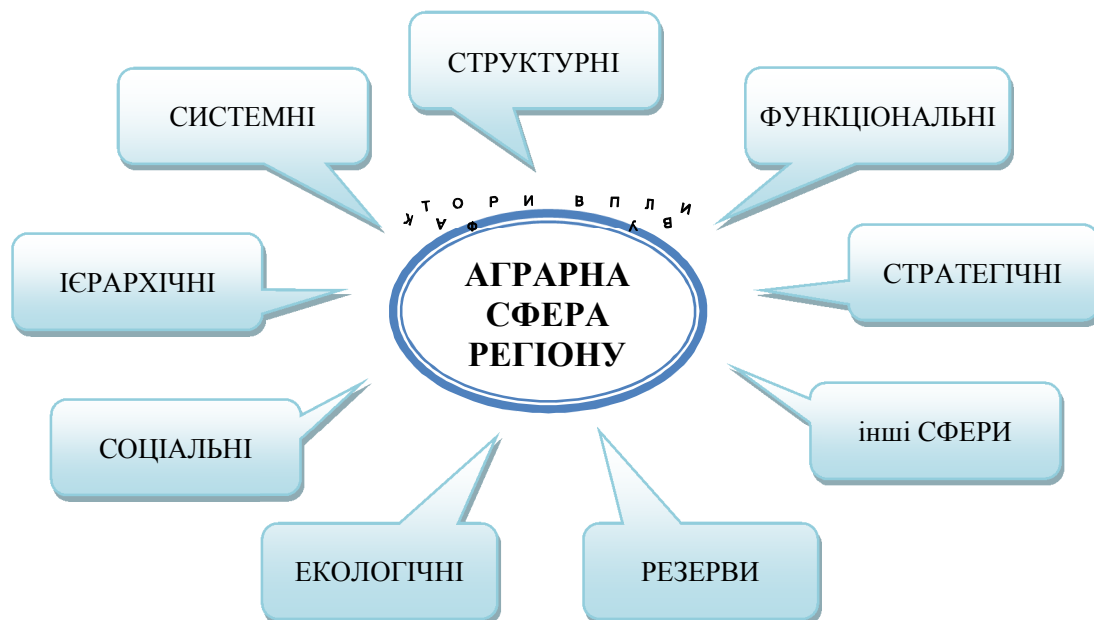 СТРУКТУРНІ
СИСТЕМНІ
ФУНКЦІОНАЛЬНІ
ФАКТОРИ ВПЛИВУ
ІЄРАРХІЧНІ
АГРАРНА
СФЕРА
РЕГІОНУ
СТРАТЕГІЧНІ
СОЦІАЛЬНІ
інші СФЕРИ
ЕКОЛОГІЧНІ
РЕЗЕРВИ